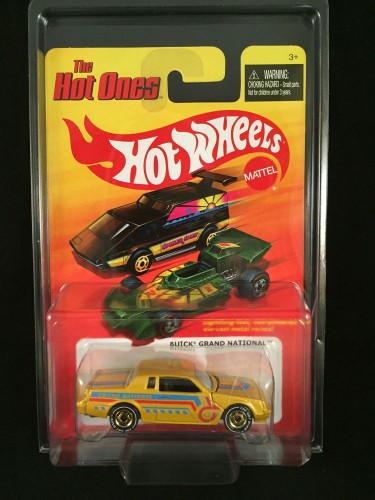 The
Hot Ones
3+
WARNING:
CHOKING HAZARD - Small parts.
Not for children under 3 years.
HOT WHEELS
MATTEL
BUICK® GRAND NATIONAL™